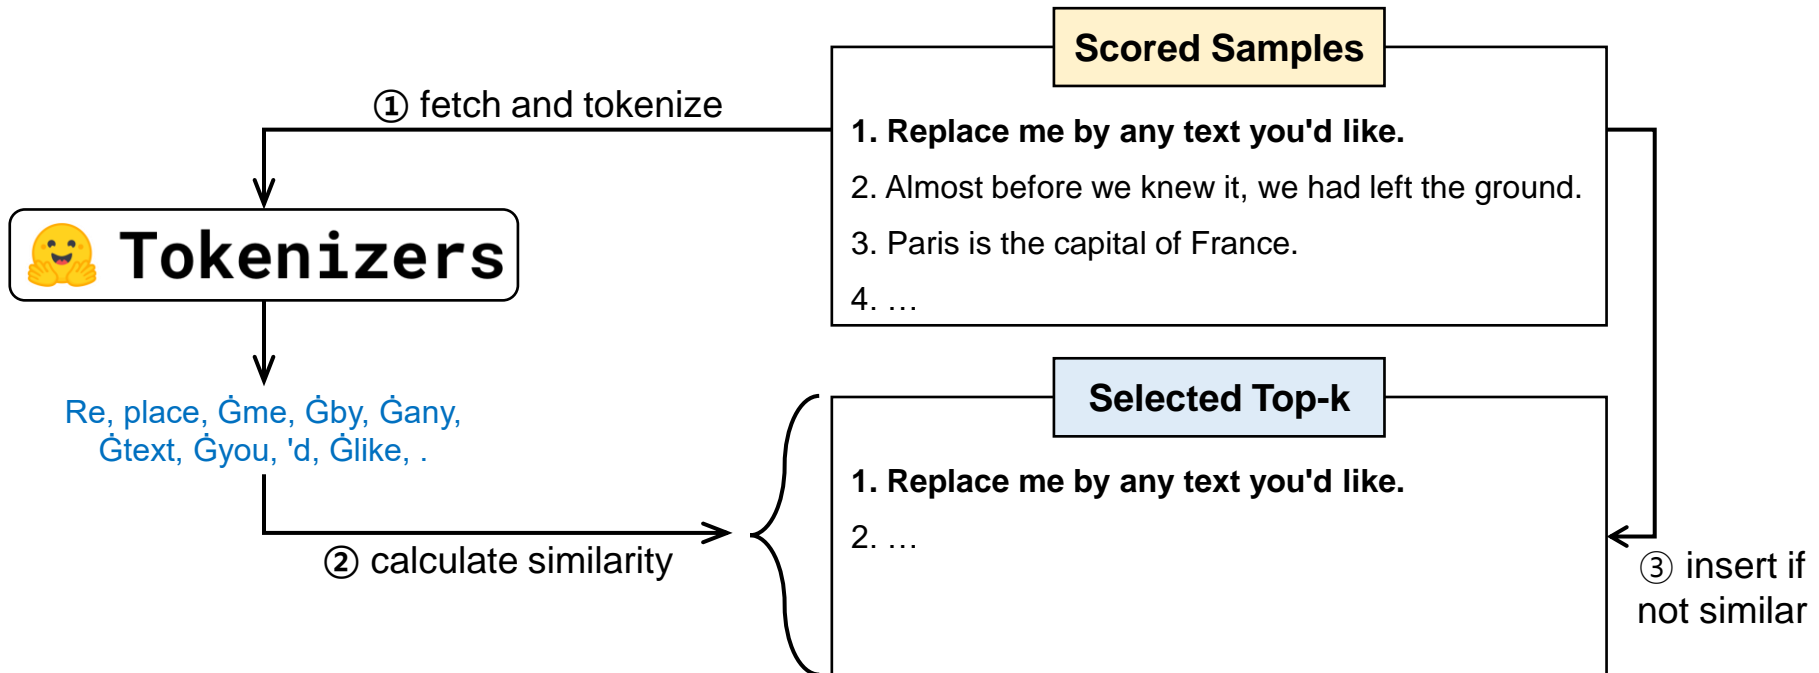 Scored Samples
① fetch and tokenize
1. Replace me by any text you'd like.
2. Almost before we knew it, we had left the ground.
3. Paris is the capital of France.
4. …
Tokenizers
Re, place, Ġme, Ġby, Ġany,
Ġtext, Ġyou, 'd, Ġlike, .
② calculate similarity
Selected Top-k
1. Replace me by any text you'd like.
2. …
③ insert if
not similar